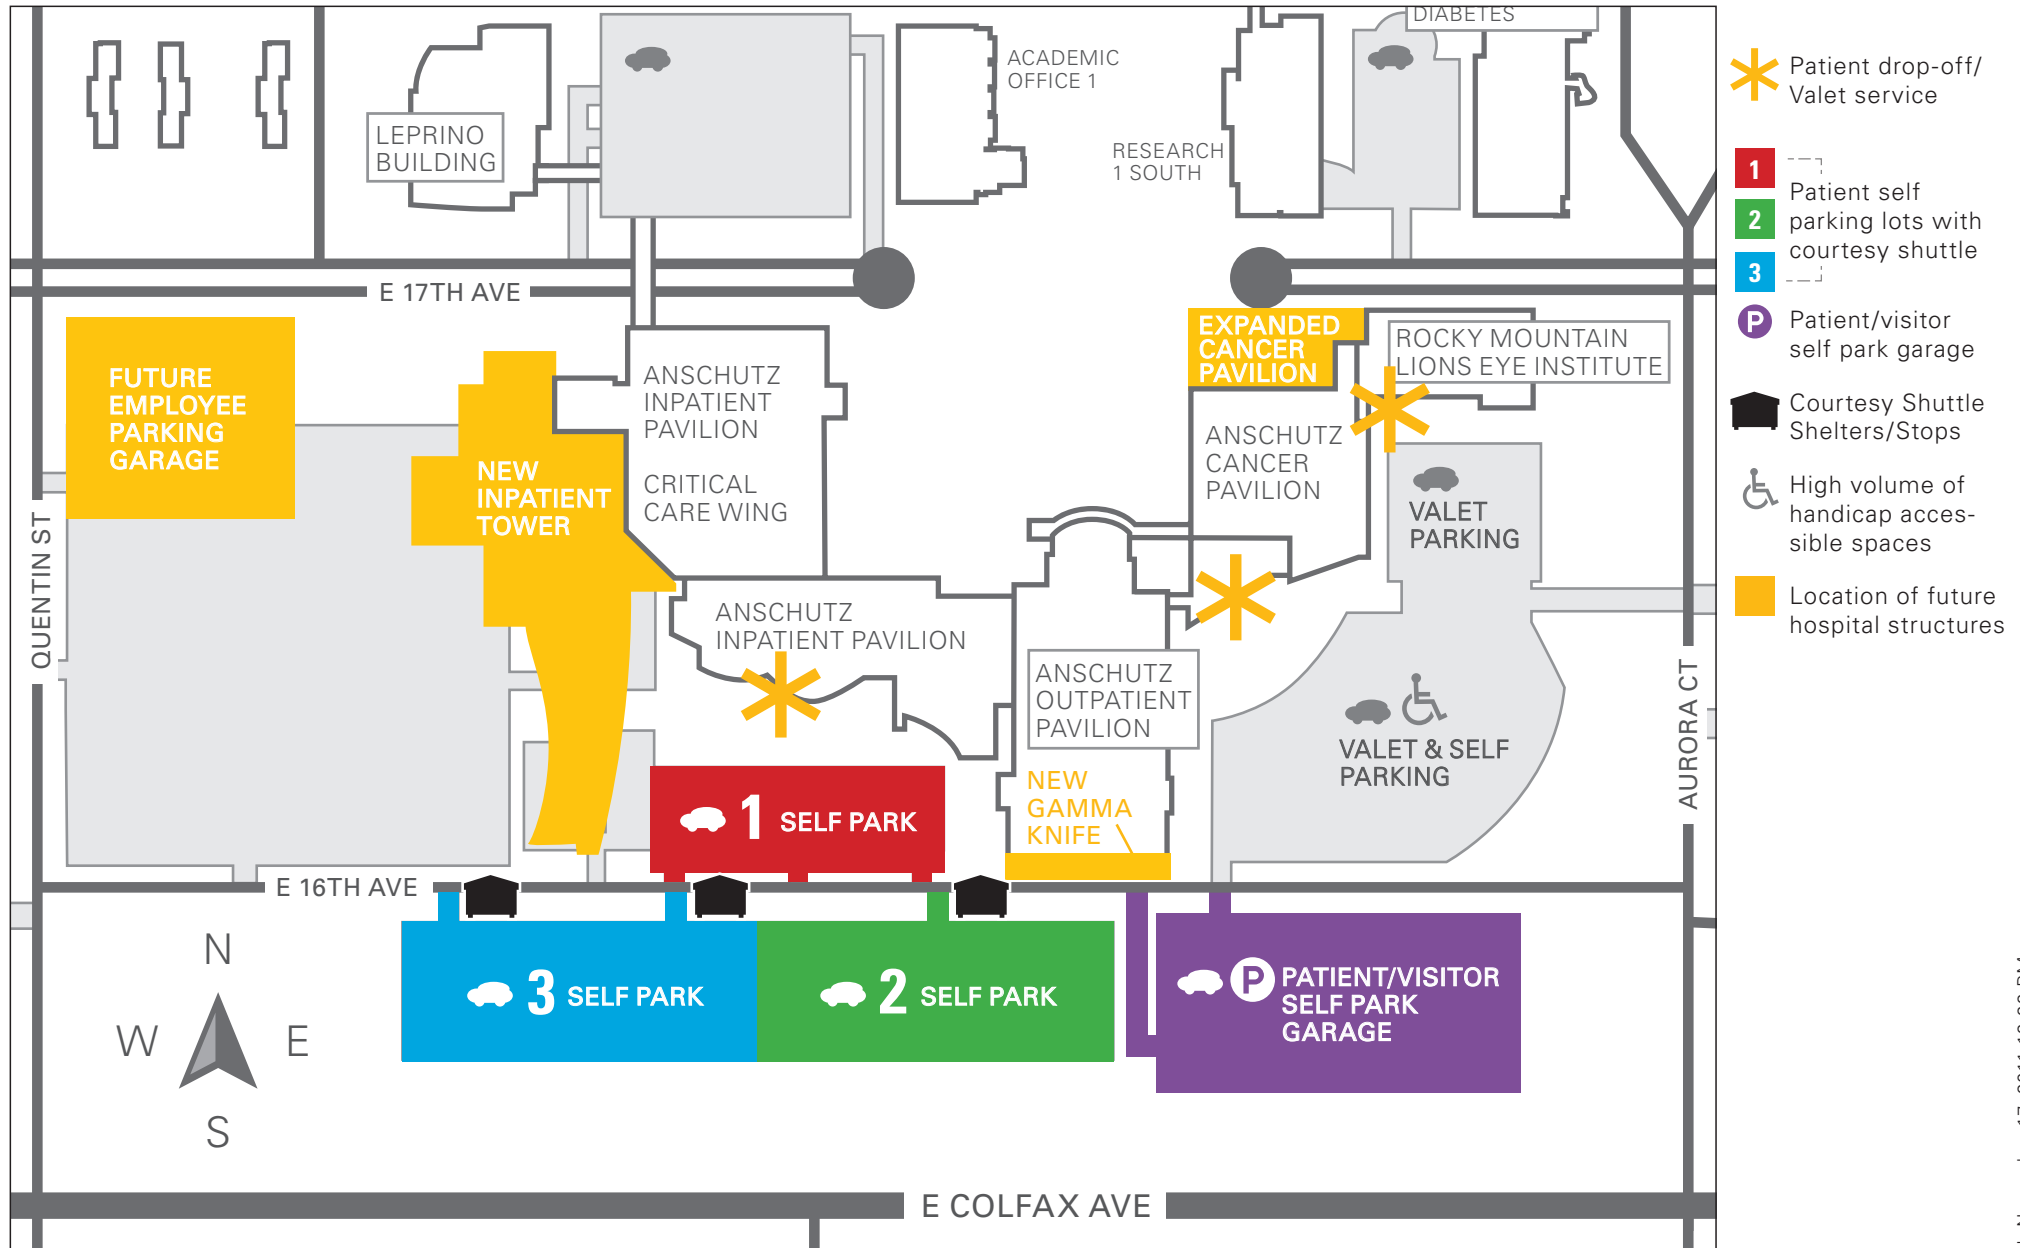 DIABETES
ACADEMIC
OFFICE 1
LEPRINO
BUILDING
RESEARCH
1 SOUTH
E 17TH AVE
FUTURE
EMPLOYEE
PARKING
GARAGE
NEW
INPATIENT
TOWER
ANSCHUTZ
INPATIENT
PAVILION
CRITICAL
CARE WING
EXPANDED
CANCER
PAVILION
ROCKY MOUNTAIN
LIONS EYE INSTITUTE
ANSCHUTZ
CANCER
PAVILION
VALET
PARKING
QUENTIN ST
ANSCHUTZ
INPATIENT PAVILION
ANSCHUTZ
OUTPATIENT
PAVILION
VALET & SELF
PARKING
AURORA CT
NEW
GAMMA
KNIFE
1 SELF PARK
E 16TH AVE
3 SELF PARK
2 SELF PARK
P PATIENT/VISITOR
SELF PARK
GARAGE
N
W E
S
E COLFAX AVE
Patient drop-off/
Valet service
1
2
3
Patient self
parking lots with
courtesy shuttle
P
Patient/visitor
self park garage
Courtesy Shuttle
Shelters/Stops
High volume of
handicap acces-
sible spaces
Location of future
hospital structures